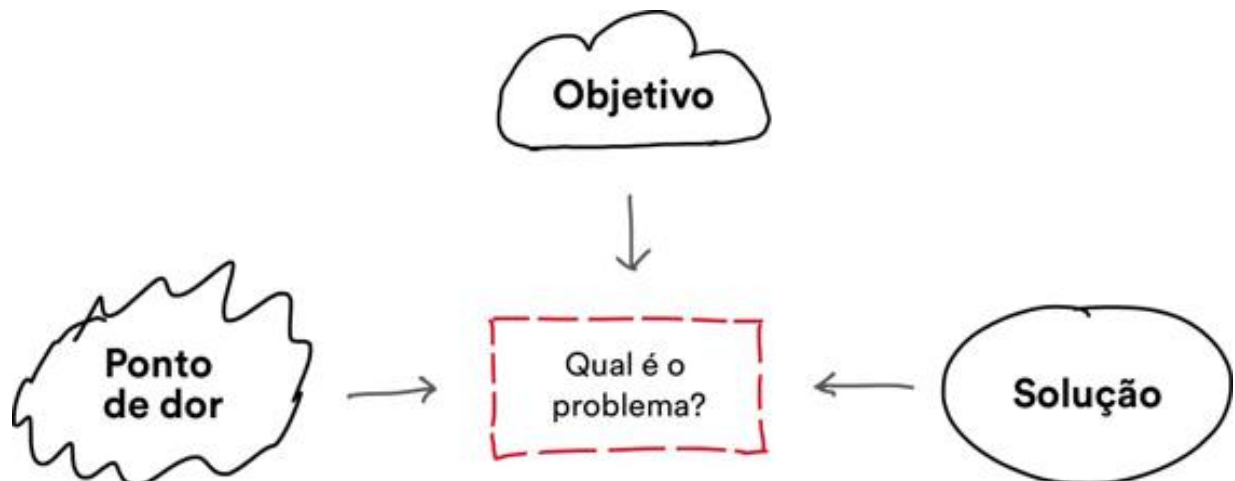 Objetivo
Ponto
de dor
Qual é o
problema?
Solução